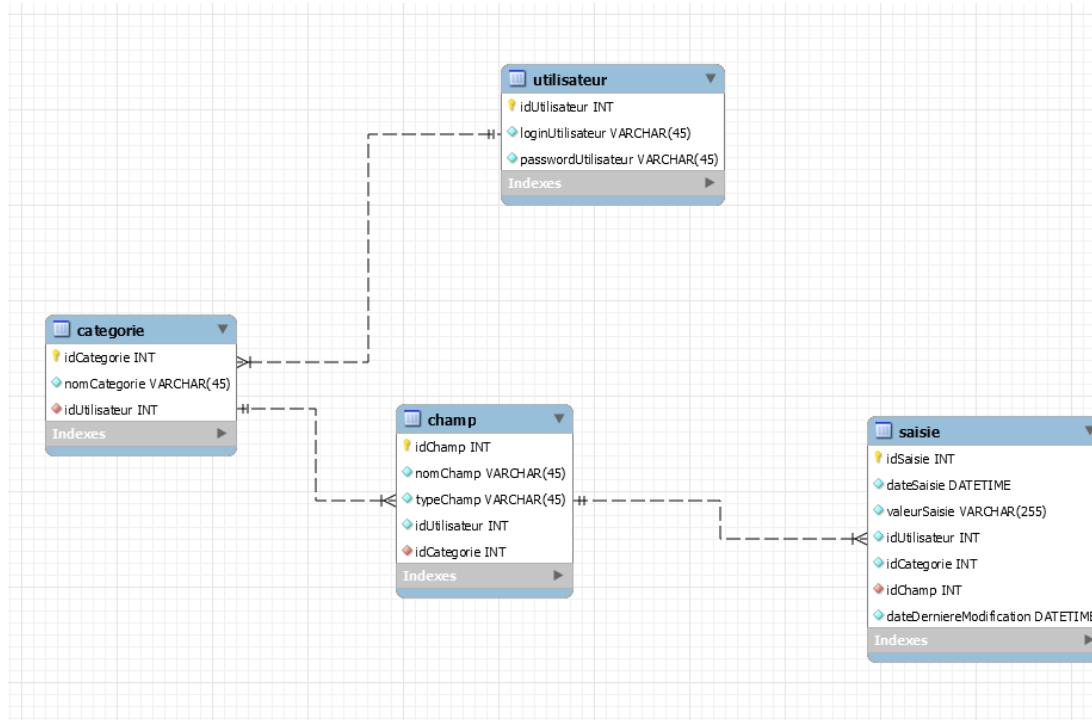 utilisateur
idUtilisateur INT
loginUtilisateur VARCHAR(45)
passwordUtilisateur VARCHAR(45)
Indexes
categorie
idCategorie INT
nomCategorie VARCHAR(45)
idUtilisateur INT
Indexes
champ
idChamp INT
nomChamp VARCHAR(45)
typeChamp VARCHAR(45)
idUtilisateur INT
idCategorie INT
Indexes
saisie
idSaisie INT
dateSaisie DATETIME
valeurSaisie VARCHAR(255)
idUtilisateur INT
idCategorie INT
idChamp INT
dateDerniereModification DATETIME
Indexes